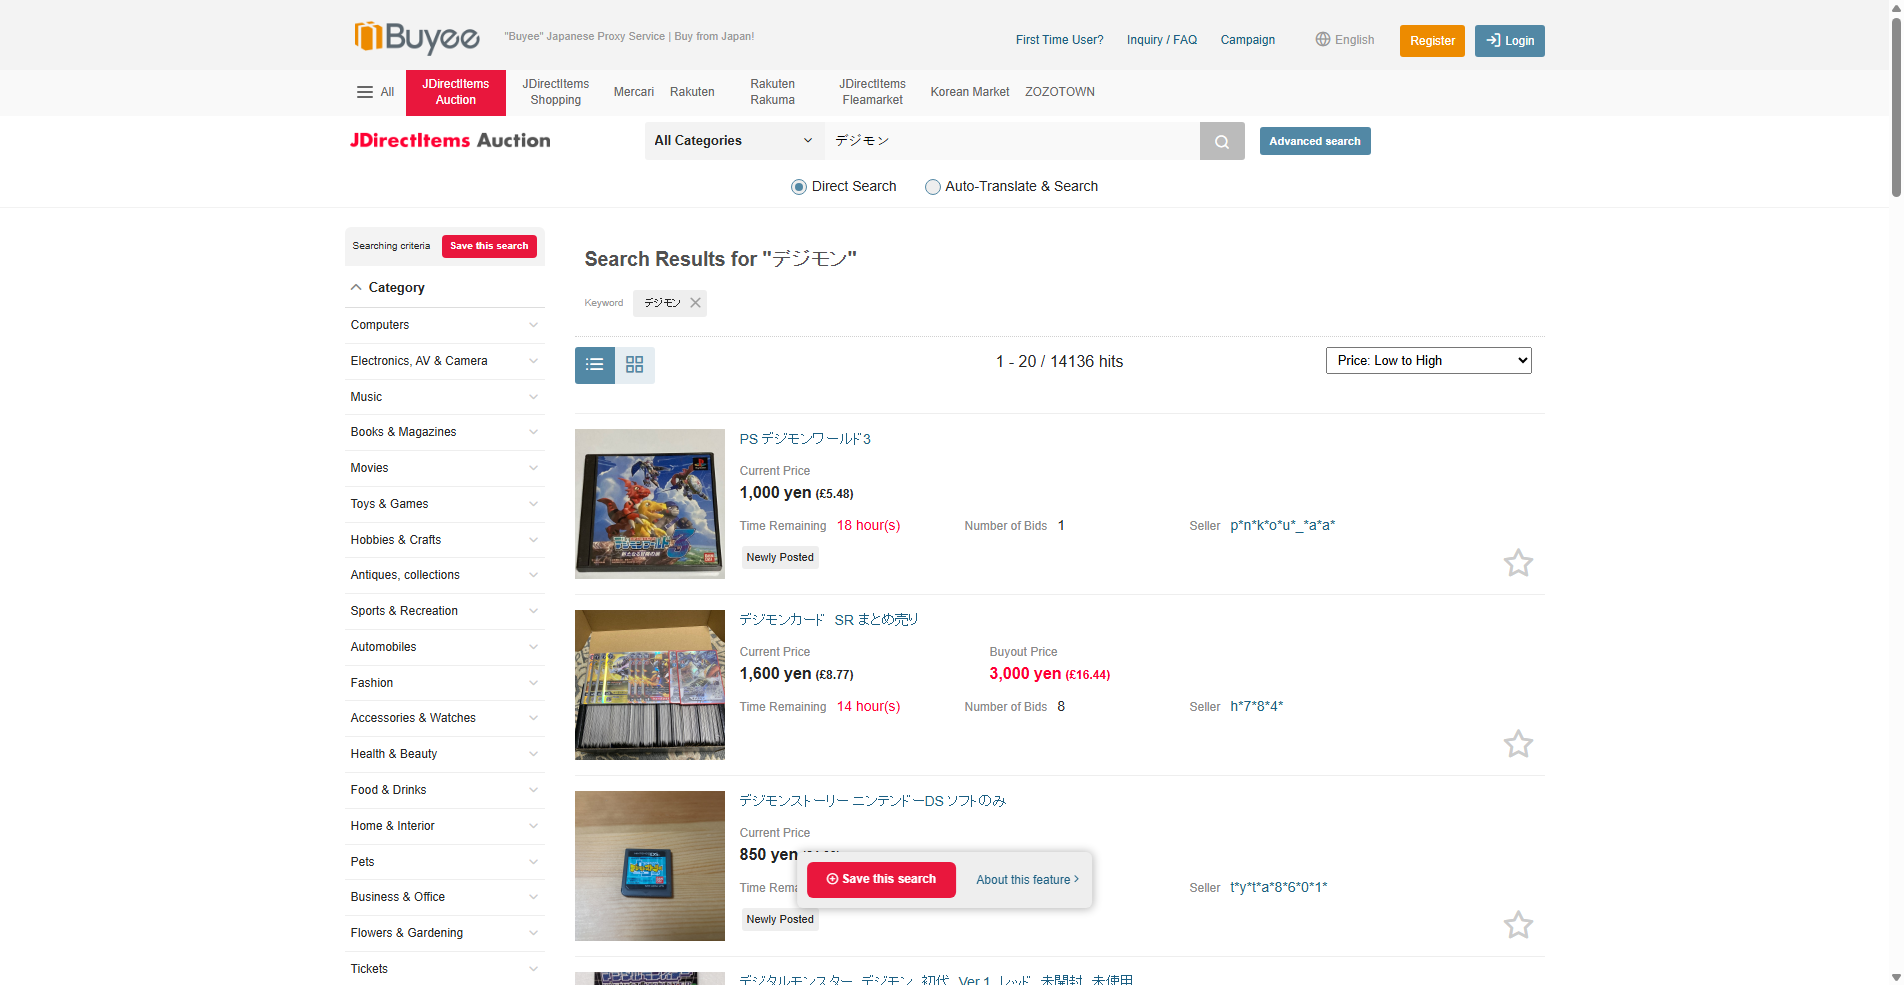 Buyee
"Buyee" Japanese Proxy Service | Buy from Japan!
First Time User?
Inquiry / FAQ
Campaign
English
Register
Login
All
JDirectItems
Auction
JDirectItems
Shopping
Mercari
Rakuten
Rakuten
Rakuma
JDirectItems
Fleamarket
Korean Market
ZOZOTOWN
JDirectItems Auction
All Categories
デジモン
Advanced search
Direct Search
Auto-Translate & Search
Searching criteria
Save this search
Category
Computers
Electronics, AV & Camera
Music
Books & Magazines
Movies
Toys & Games
Hobbies & Crafts
Antiques, collections
Sports & Recreation
Automobiles
Fashion
Accessories & Watches
Health & Beauty
Food & Drinks
Home & Interior
Pets
Business & Office
Flowers & Gardening
Tickets
Search Results for "デジモン"
Keyword
デジモン
1 - 20 / 14136 hits
Price: Low to High
PS デジモンワールド3
Current Price
1,000 yen (£5.48)
Time Remaining 18 hour(s)
Number of Bids 1
Seller p*n*k*o*u*_*a*a*
Newly Posted
デジモンカード SR まとめ売り
Current Price
1,600 yen (£8.77)
Buyout Price
3,000 yen (£16.44)
Time Remaining 14 hour(s)
Number of Bids 8
Seller h*7*8*4*
デジモンストーリー ニンテンドーDS ソフトのみ
Current Price
850 yen
Time Rema
Seller t*y*t*a*8*6*0*1*
Newly Posted
Save this search
About this feature
デジタルモンスター デジモン 初代 Ver.1 レッド 未開封 未使用